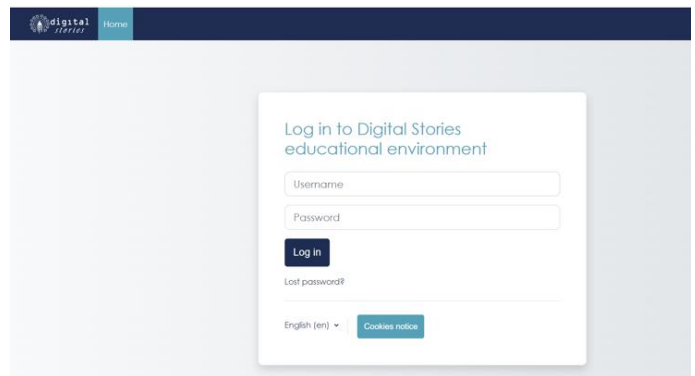 digital
stories
Home
Log in to Digital Stories
educational environment
Username
Password
Log in
Lost password?
English (en)
Cookies notice